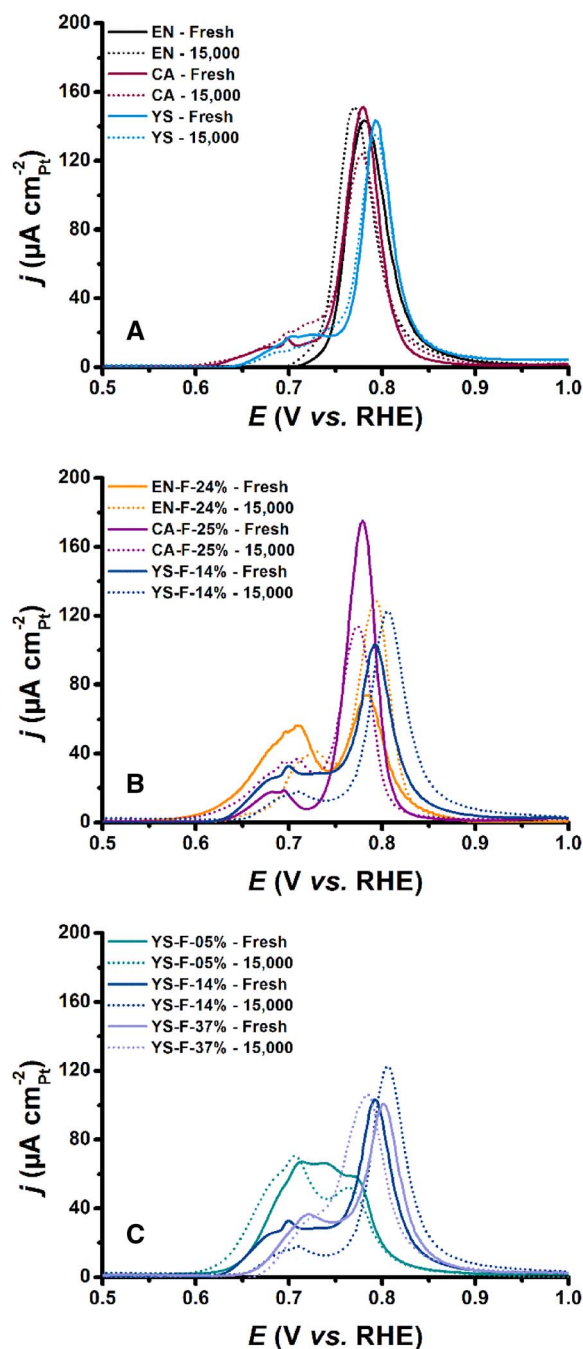 200
160
120
80
40
0
j (µA cm⁻²Pt)
EN - Fresh
EN - 15,000
CA - Fresh
CA - 15,000
YS - Fresh
YS - 15,000
A
0.5 0.6 0.7 0.8 0.9 1.0
E (V vs. RHE)
200
160
120
80
40
0
j (µA cm⁻²Pt)
EN-F-24% - Fresh
EN-F-24% - 15,000
CA-F-25% - Fresh
CA-F-25% - 15,000
YS-F-14% - Fresh
YS-F-14% - 15,000
B
0.5 0.6 0.7 0.8 0.9 1.0
E (V vs. RHE)
200
160
120
80
40
0
j (µA cm⁻²Pt)
YS-F-05% - Fresh
YS-F-05% - 15,000
YS-F-14% - Fresh
YS-F-14% - 15,000
YS-F-37% - Fresh
YS-F-37% - 15,000
C
0.5 0.6 0.7 0.8 0.9 1.0
E (V vs. RHE)